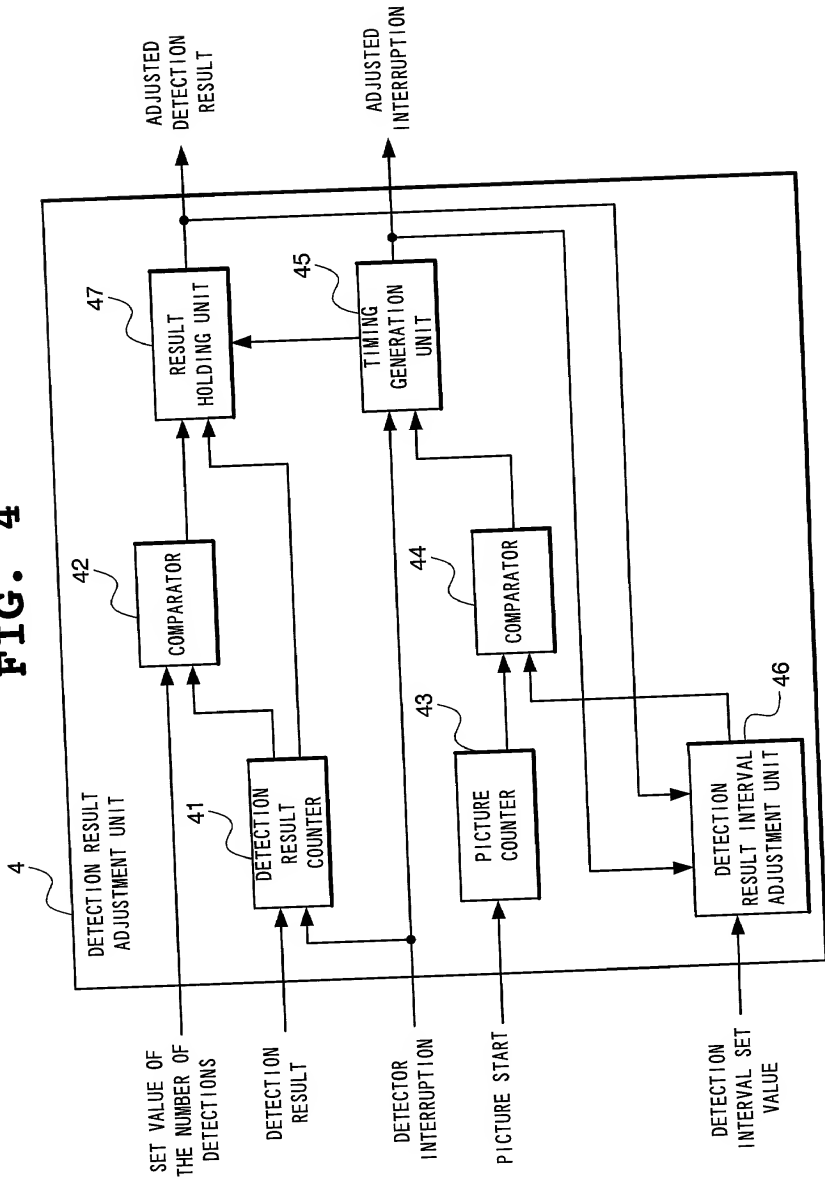 FIG. 4
4
DETECTION RESULT
ADJUSTMENT UNIT
SET VALUE OF
THE NUMBER OF
DETECTIONS
DETECTION
RESULT
DETECTOR
INTERRUPTION
PICTURE START
DETECTION
INTERVAL SET
VALUE
41
DETECTION
RESULT
COUNTER
42
COMPARATOR
43
PICTURE
COUNTER
44
COMPARATOR
45
TIMING
GENERATION
UNIT
46
DETECTION
RESULT INTERVAL
ADJUSTMENT UNIT
47
RESULT
HOLDING UNIT
ADJUSTED
DETECTION
RESULT
ADJUSTED
INTERRUPTION